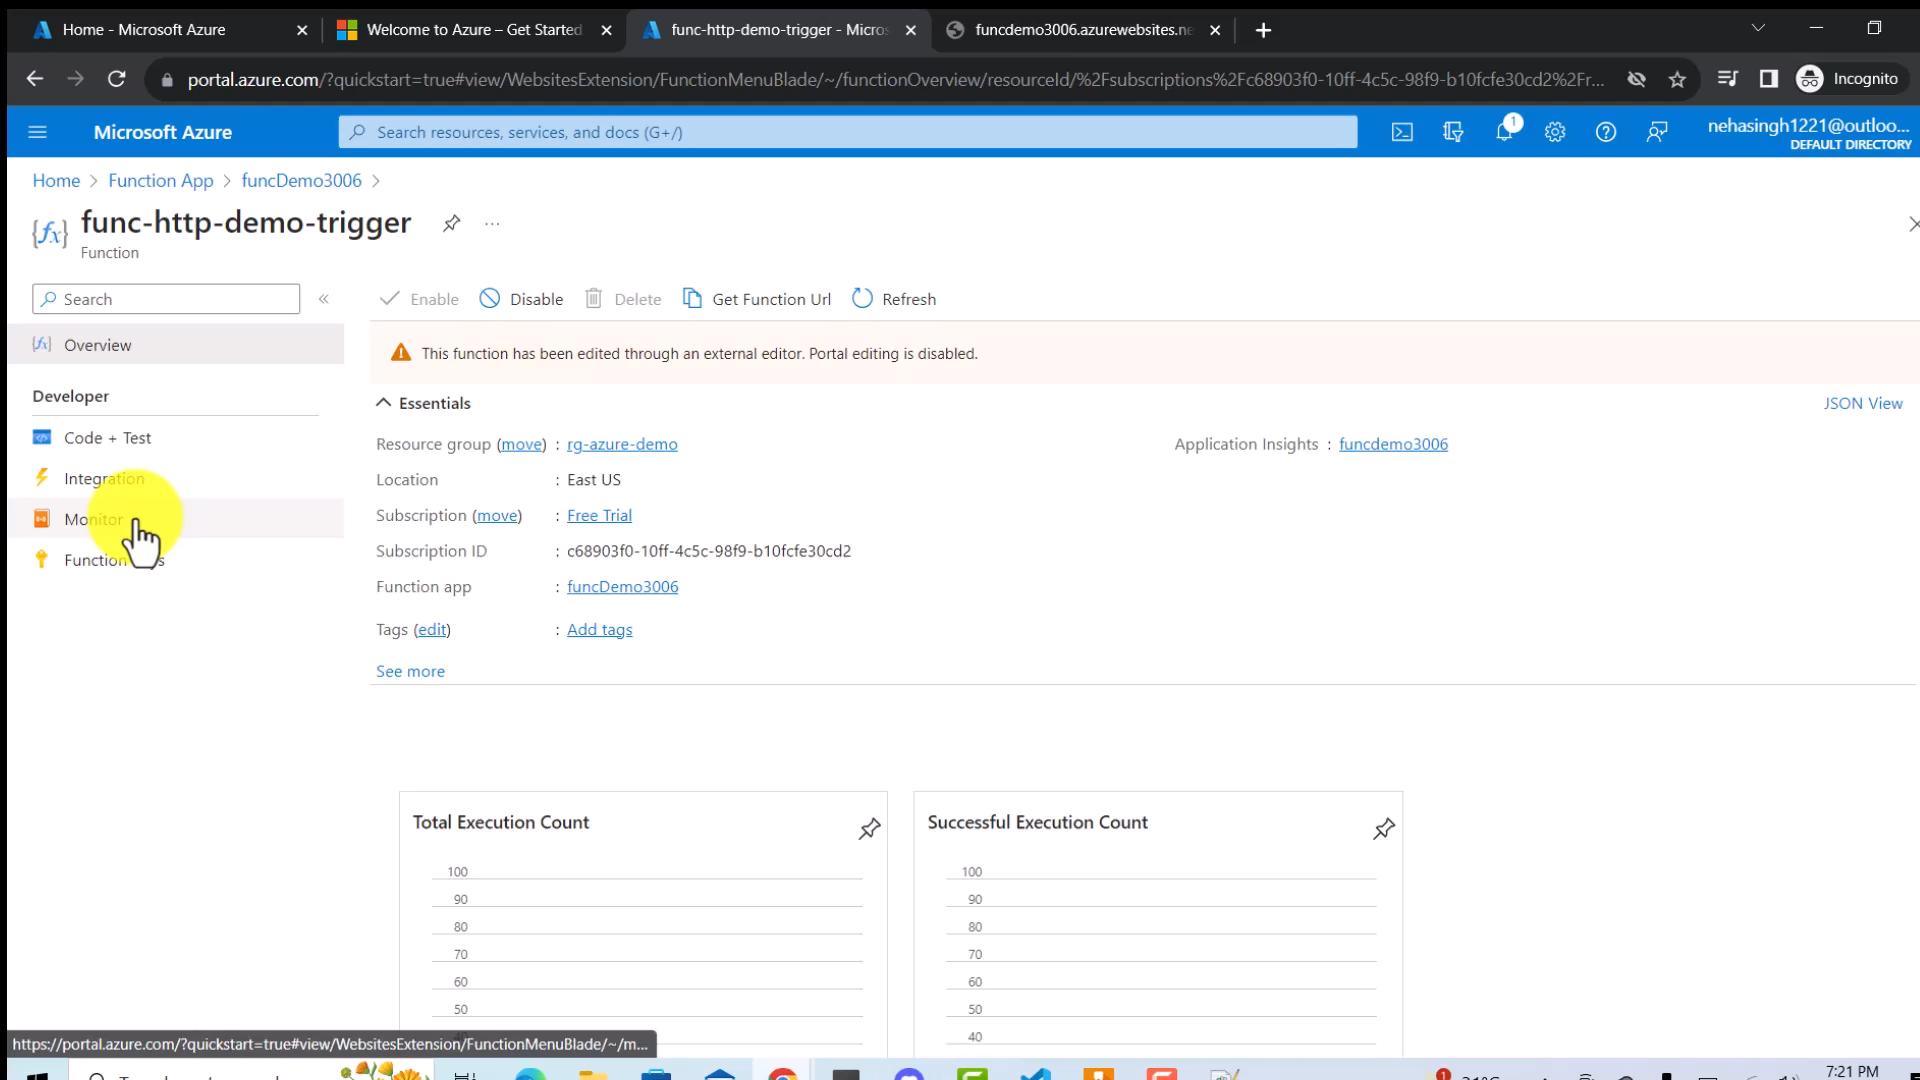 Home - Microsoft Azure
Welcome to Azure – Get Started
func-http-demo-trigger - Micros
funcdemo3006.azurewebsites.ne
portal.azure.com/?quickstart=true#view/WebsitesExtension/FunctionMenuBlade/~/functionOverview/resourceId/%2Fsubscriptions%2Fc68903f0-10ff-4c5c-98f9-b10fcfe30cd2%2Fr...
Incognito
Microsoft Azure
Search resources, services, and docs (G+/)
1
nehasingh1221@outloo...
DEFAULT DIRECTORY
Home > Function App > funcDemo3006 >
func-http-demo-trigger
...
Function
Search
«
Enable
Disable
Delete
Get Function Url
Refresh
Overview
This function has been edited through an external editor. Portal editing is disabled.
Developer
Essentials
JSON View
Code + Test
Resource group (move) : rg-azure-demo
Application Insights : funcdemo3006
Integration
Location : East US
Monitor
Subscription (move) : Free Trial
Function
Subscription ID : c68903f0-10ff-4c5c-98f9-b10fcfe30cd2
Function app : funcDemo3006
Tags (edit) : Add tags
See more
Total Execution Count
100
90
80
70
60
50
Successful Execution Count
100
90
80
70
60
50
40
https://portal.azure.com/?quickstart=true#view/WebsitesExtension/FunctionMenuBlade/~/m...
1
7:21 PM